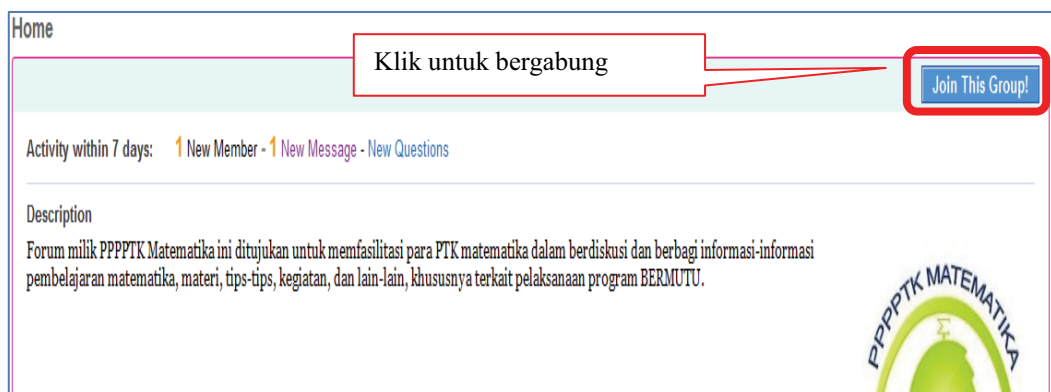 Home
Klik untuk bergabung
Join This Group!
Activity within 7 days: 1 New Member - 1 New Message - New Questions
Description
Forum milik PPPPTK Matematika ini ditujukan untuk memfasilitasi para PTK matematika dalam berdiskusi dan berbagi informasi-informasi
pembelajaran matematika, materi, tips-tips, kegiatan, dan lain-lain, khususnya terkait pelaksanaan program BERMUTU.
PPPPTK MATEMATIKA
Σ